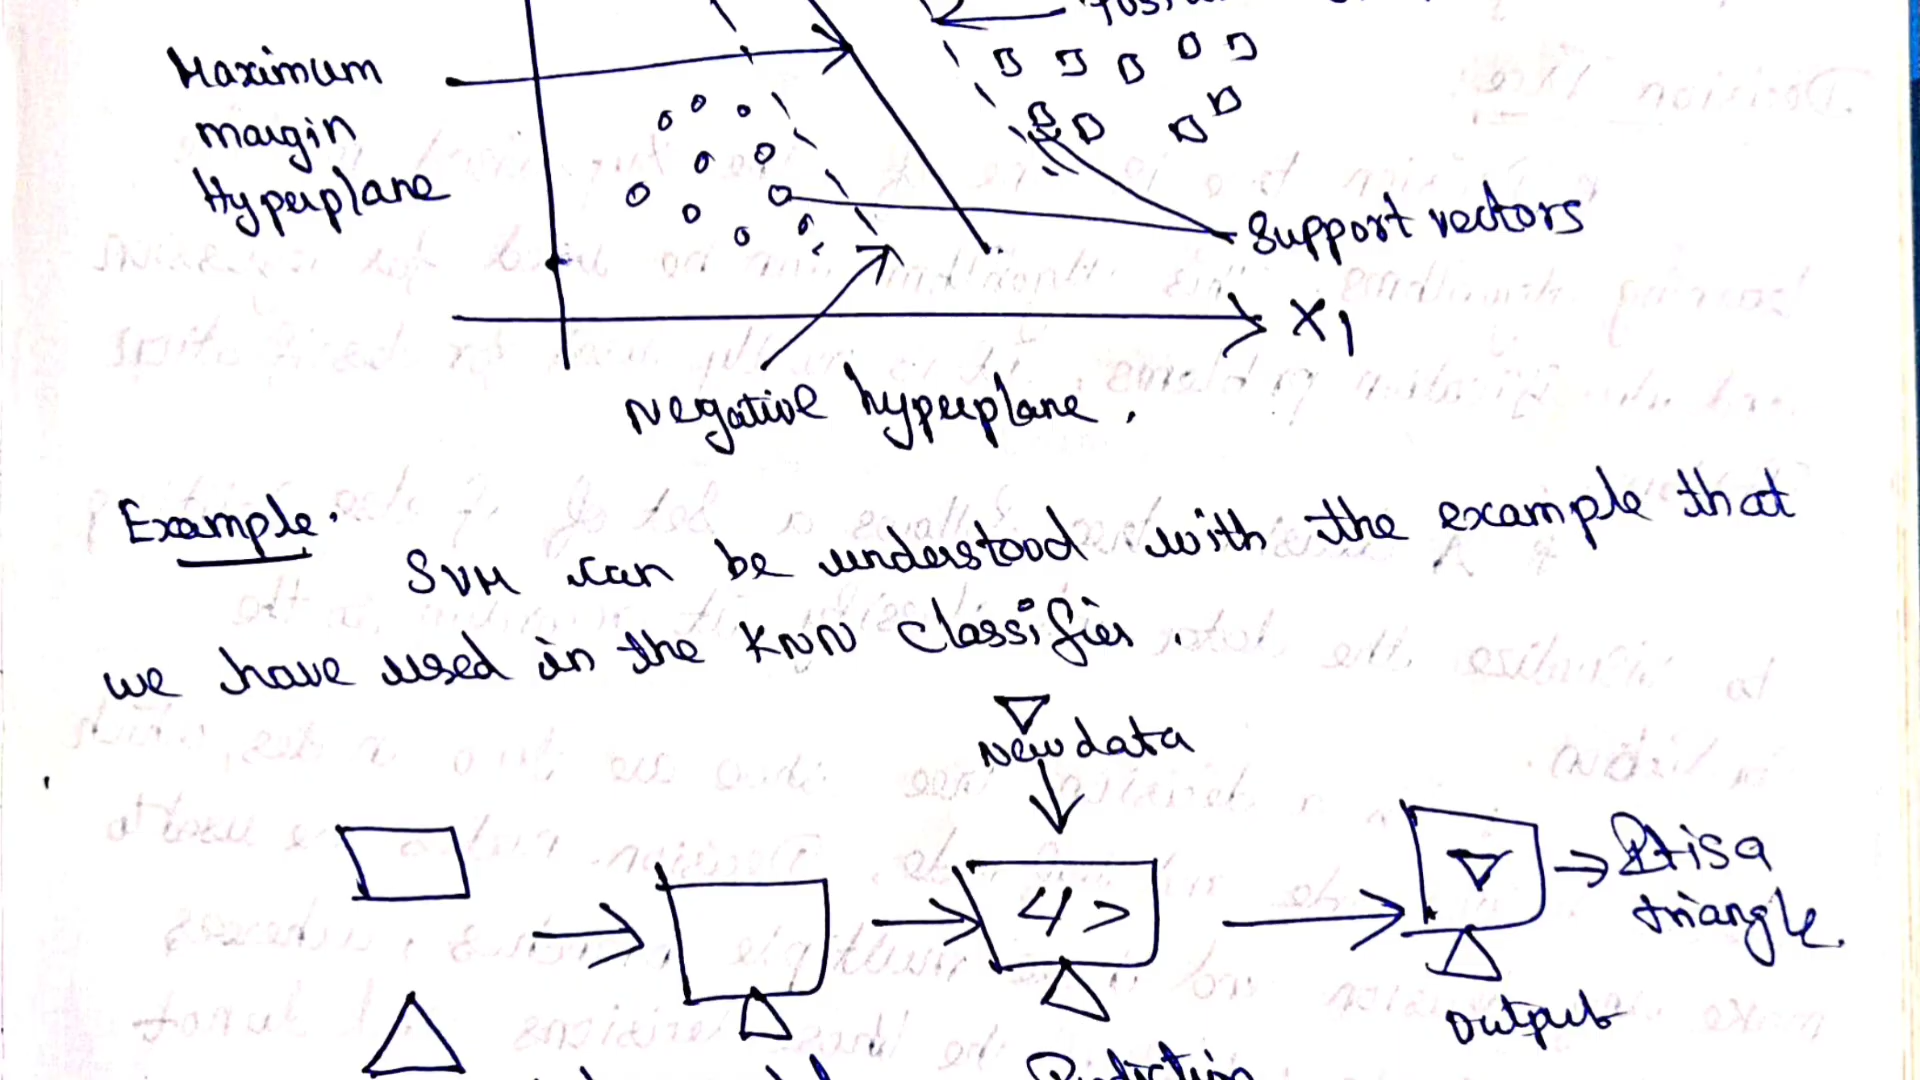 Maximum
margin
Hyperplane
Support vectors
X1
Negative hyperplane.
Example.
SVM can be understood with the example that
we have used in the KNN classifier.
New data
It is a
triangle
output
Prediction